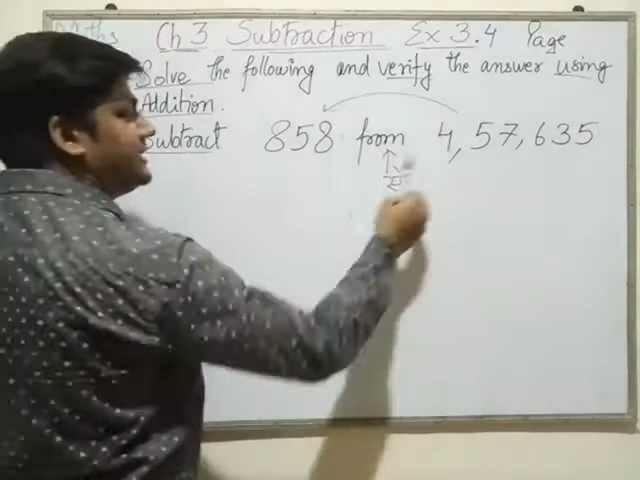 Maths Ch 3 Subtraction Ex 3.4 Page
Solve the following and verify the answer using
Addition.
Subtract 858 from 4,57,635